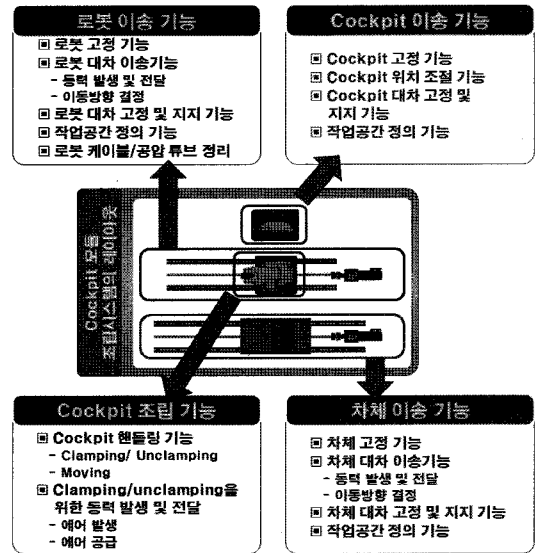 로봇 이송 기능
▣ 로봇 고정 기능
▣ 로봇 대차 이송기능
- 동력 발생 및 전달
- 이동방향 결정
▣ 로봇 대차 고정 및 지지 기능
▣ 작업공간 정의 기능
▣ 로봇 케이블/공압 튜브 정리
Cockpit 이송 기능
▣ Cockpit 고정 기능
▣ Cockpit 위치 조절 기능
▣ Cockpit 대차 고정 및
지지 기능
▣ 작업공간 정의 기능
Cockpit 모듈
조립시스템의 레이아웃
Cockpit 조립 기능
▣ Cockpit 핸들링 기능
- Clamping/ Unclamping
- Moving
▣ Clamping/unclamping을
위한 동력 발생 및 전달
- 에어 발생
- 에어 공급
차체 이송 기능
▣ 차체 고정 기능
▣ 차체 대차 이송기능
- 동력 발생 및 전달
- 이동방향 결정
▣ 차체 대차 고정 및 지지 기능
▣ 작업공간 정의 기능